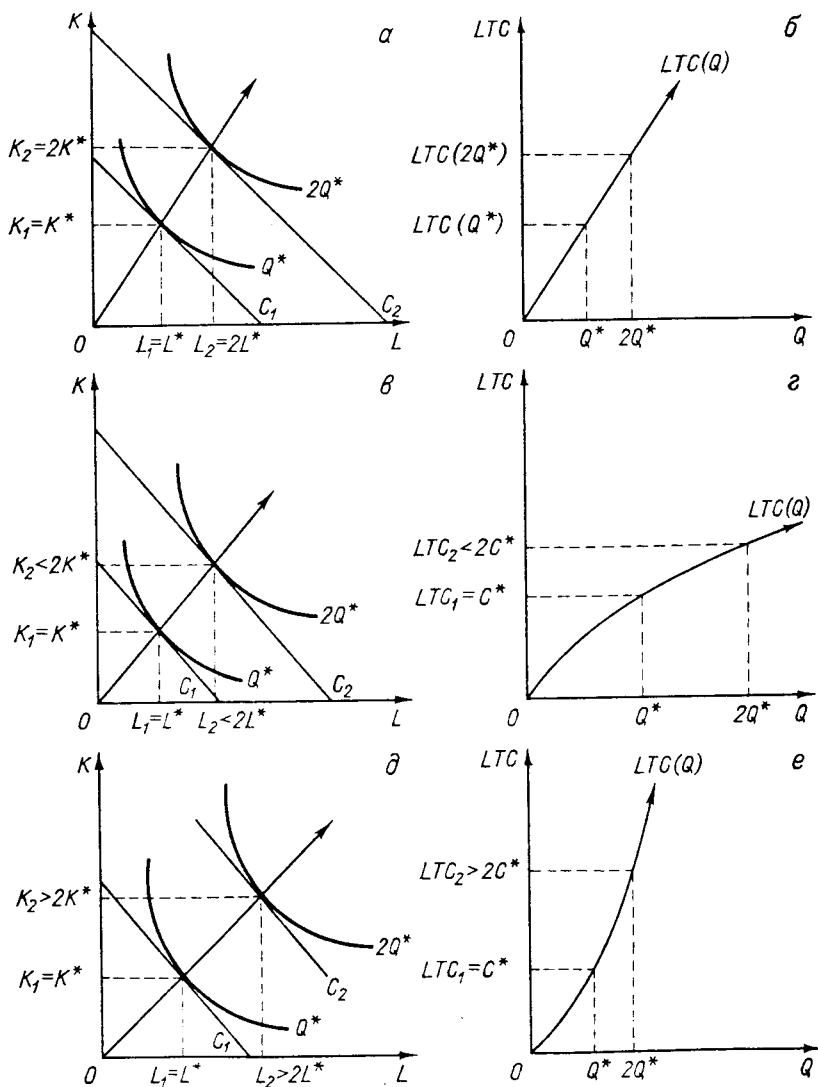 K
а
2Q*
K₂=2K*
K₁=K*
Q*
C₁
C₂
0
L₁=L*
L₂=2L*
L
LTC
б
LTC(Q)
LTC(2Q*)
LTC(Q*)
0
Q*
2Q*
Q
K
в
K₂<2K*
2Q*
K₁=K*
Q*
C₁
C₂
0
L₁=L*
L₂<2L*
L
LTC
г
LTC(Q)
LTC₂<2C*
LTC₁=C*
0
Q*
2Q*
Q
K
д
K₂>2K*
2Q*
C₂
K₁=K*
Q*
C₁
0
L₁=L*
L₂>2L*
L
LTC
е
LTC(Q)
LTC₂>2C*
LTC₁=C*
0
Q*
2Q*
Q